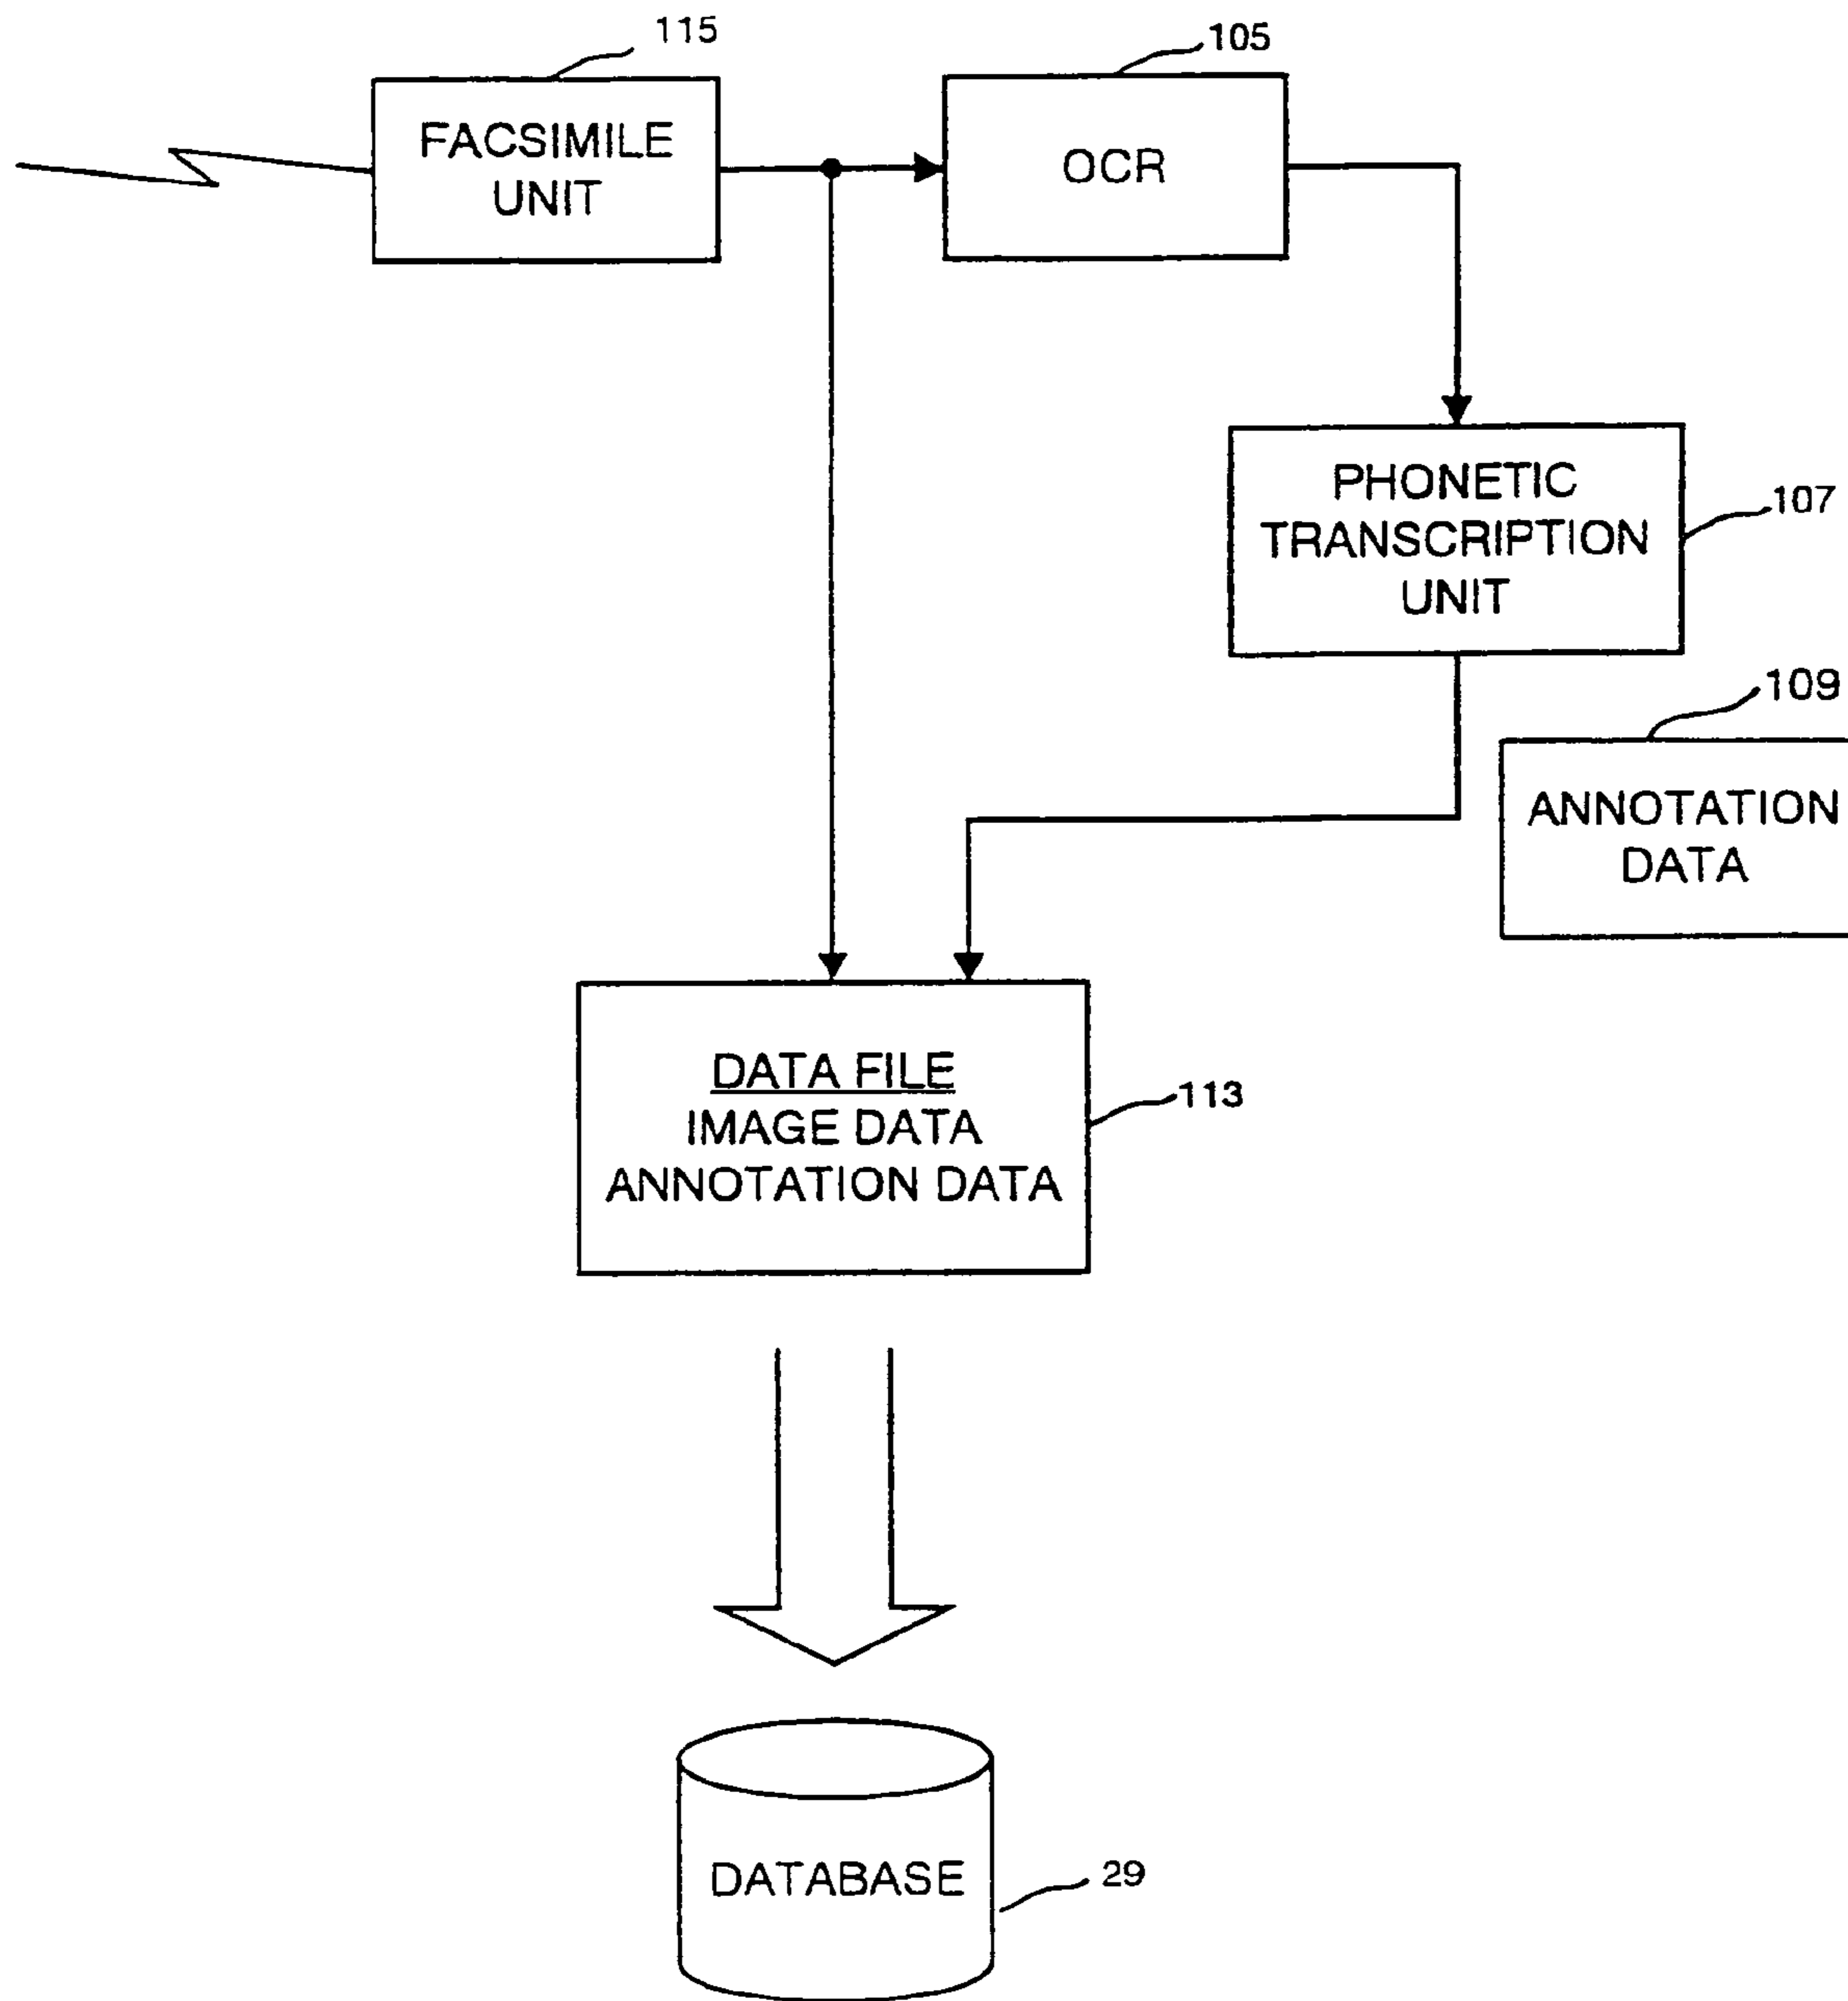 115
FACSIMILE
UNIT
105
OCR
PHONETIC
TRANSCRIPTION
UNIT
107
109
ANNOTATION
DATA
DATA FILE
IMAGE DATA
ANNOTATION DATA
113
DATABASE
29